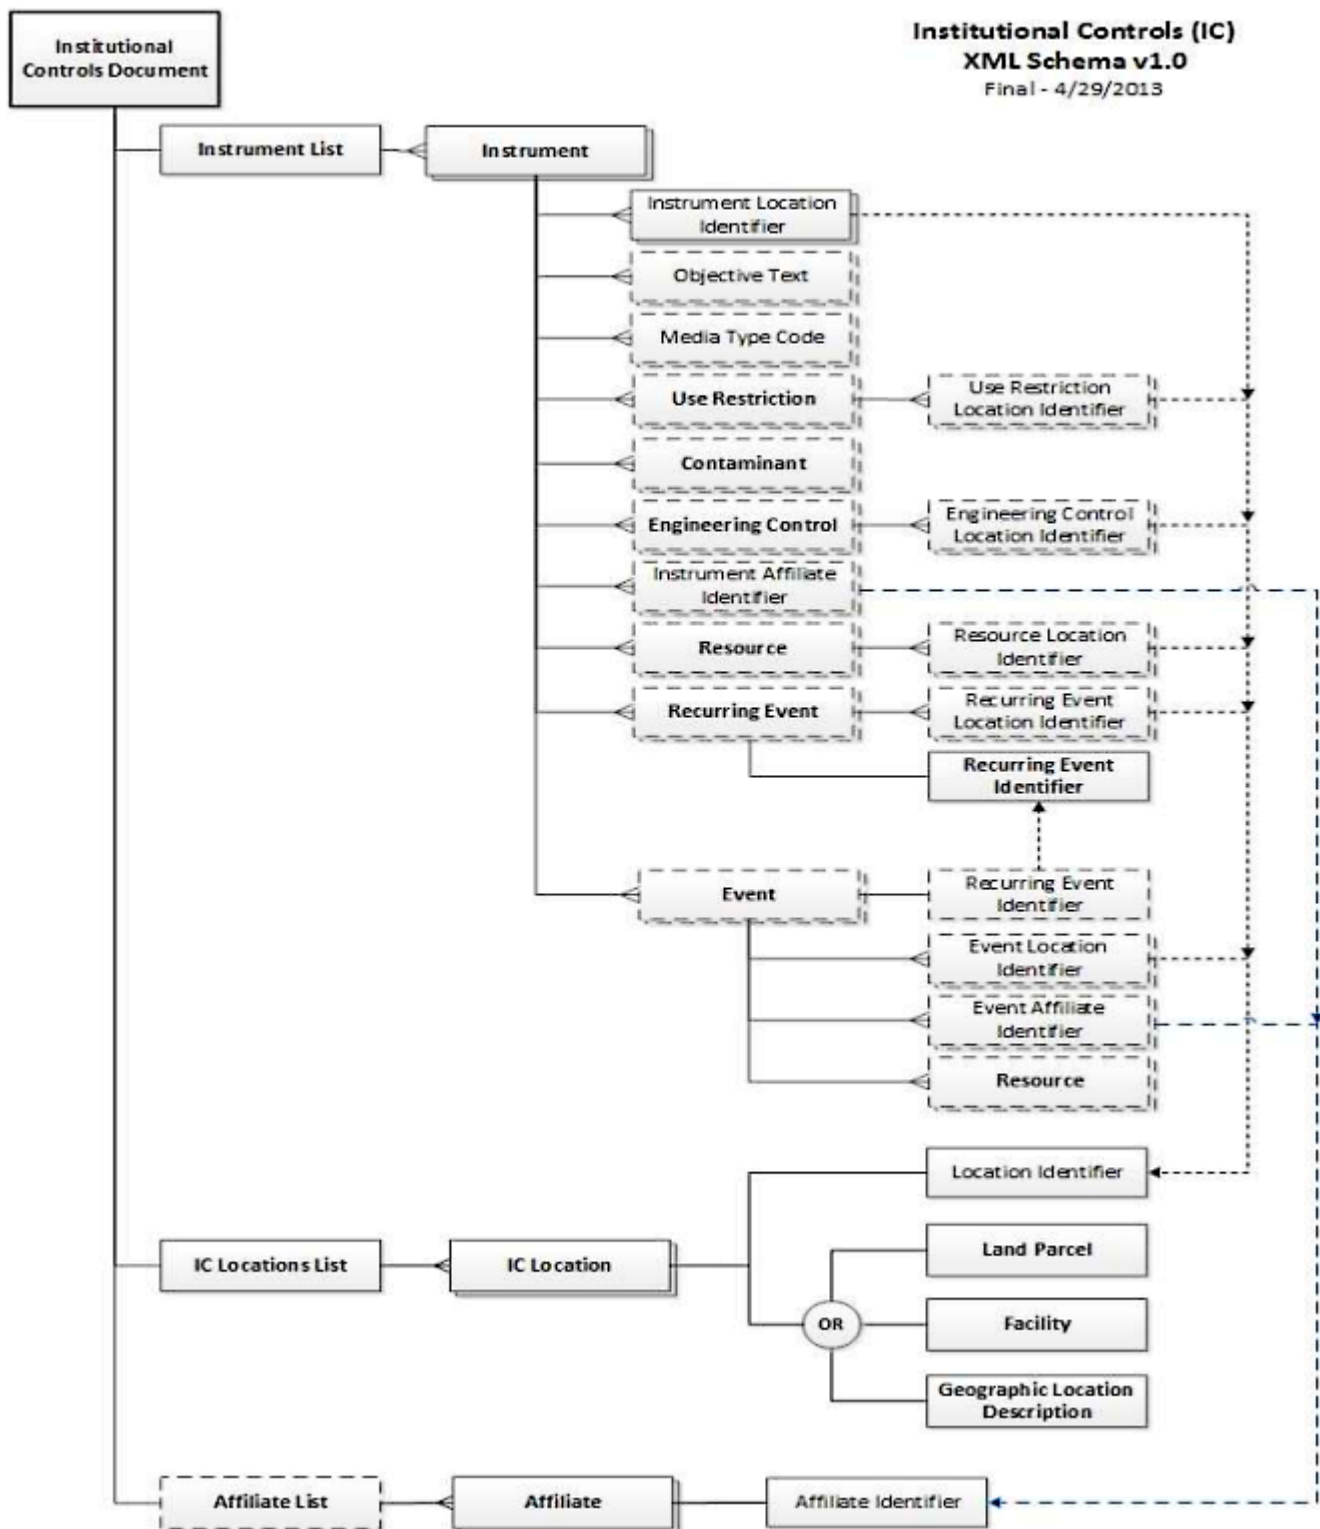 Institutional
Controls Document
Institutional Controls (IC)
XML Schema v1.0
Final - 4/29/2013
Instrument List
Instrument
Instrument Location
Identifier
Objective Text
Media Type Code
Use Restriction
Use Restriction
Location Identifier
Contaminant
Engineering Control
Engineering Control
Location Identifier
Instrument Affiliate
Identifier
Resource
Resource Location
Identifier
Recurring Event
Recurring Event
Location Identifier
Recurring Event
Identifier
Event
Recurring Event
Identifier
Event Location
Identifier
Event Affiliate
Identifier
Resource
Location Identifier
IC Locations List
IC Location
Land Parcel
OR
Facility
Geographic Location
Description
Affiliate List
Affiliate
Affiliate Identifier